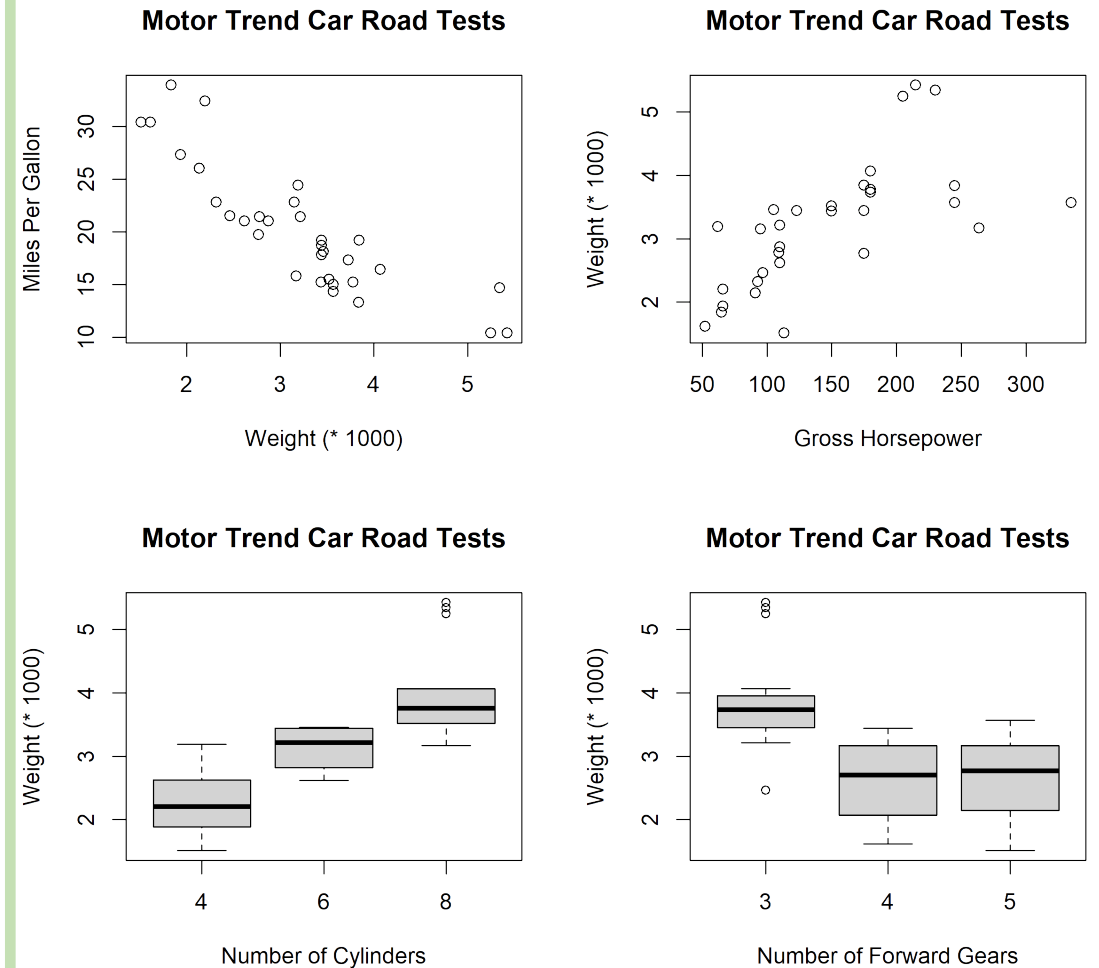 Motor Trend Car Road Tests
Miles Per Gallon
30
25
20
15
10
2 3 4 5
Weight (* 1000)
Motor Trend Car Road Tests
Weight (* 1000)
5
4
3
2
50 100 150 200 250 300
Gross Horsepower
Motor Trend Car Road Tests
Weight (* 1000)
5
4
3
2
4 6 8
Number of Cylinders
Motor Trend Car Road Tests
Weight (* 1000)
5
4
3
2
3 4 5
Number of Forward Gears